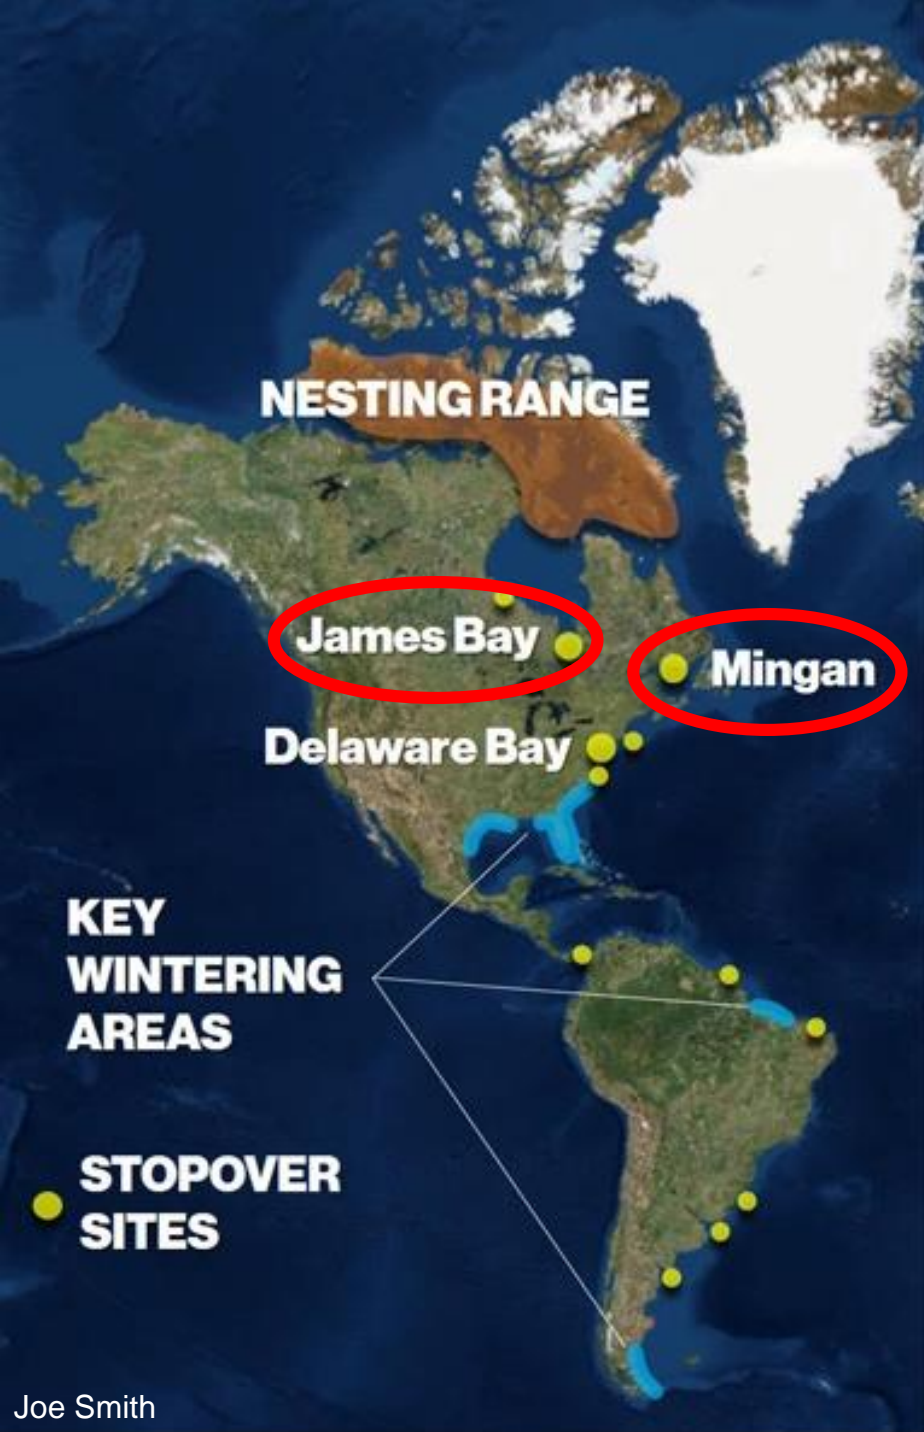 NESTING RANGE
James Bay
Mingan
Delaware Bay
KEY
WINTERING
AREAS
STOPOVER
SITES
Joe Smith